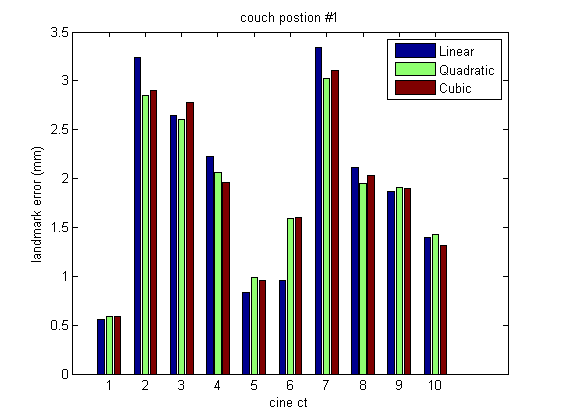 couch postion #1
3.5
3
2.5
2
1.5
1
0.5
0
landmark error (mm)
Linear
Quadratic
Cubic
1 2 3 4 5 6 7 8 9 10
cine ct